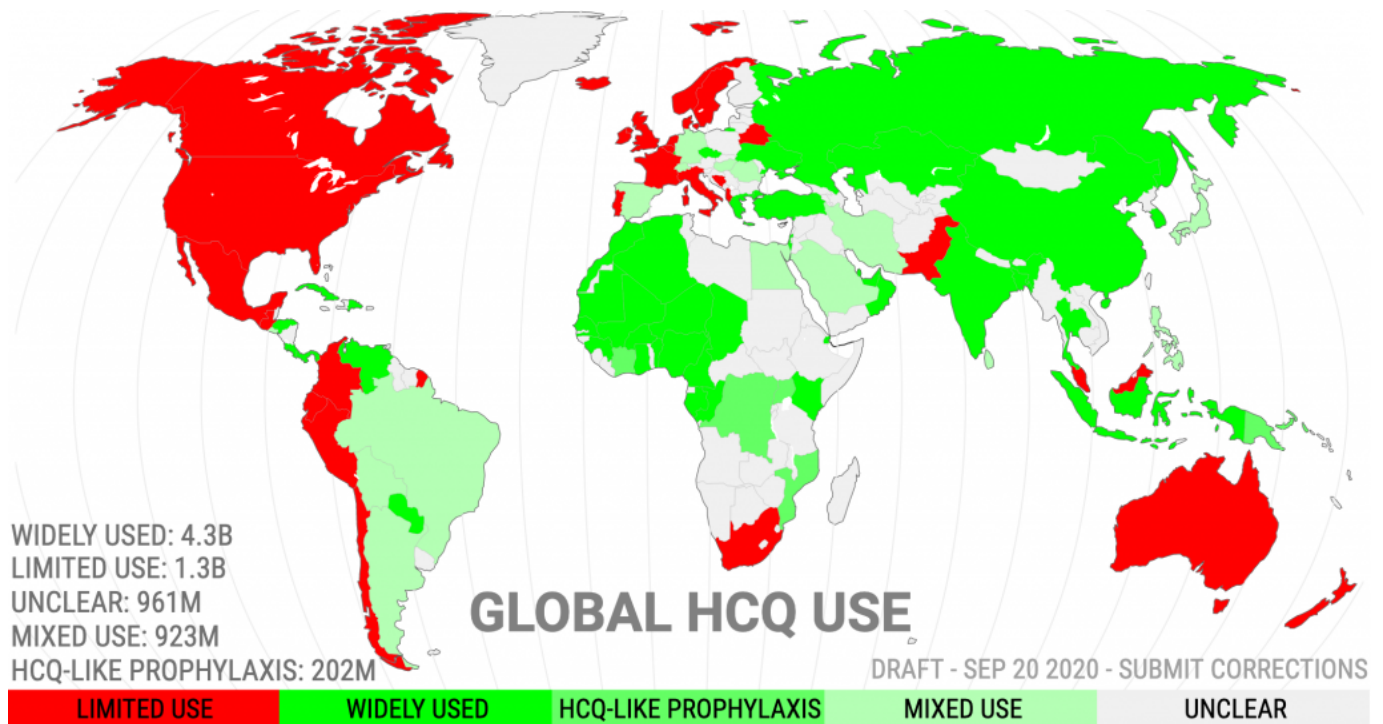 WIDELY USED: 4.3B
LIMITED USE: 1.3B
UNCLEAR: 961M
MIXED USE: 923M
HCQ-LIKE PROPHYLAXIS: 202M
GLOBAL HCQ USE
DRAFT - SEP 20 2020 - SUBMIT CORRECTIONS
LIMITED USE
WIDELY USED
HCQ-LIKE PROPHYLAXIS
MIXED USE
UNCLEAR